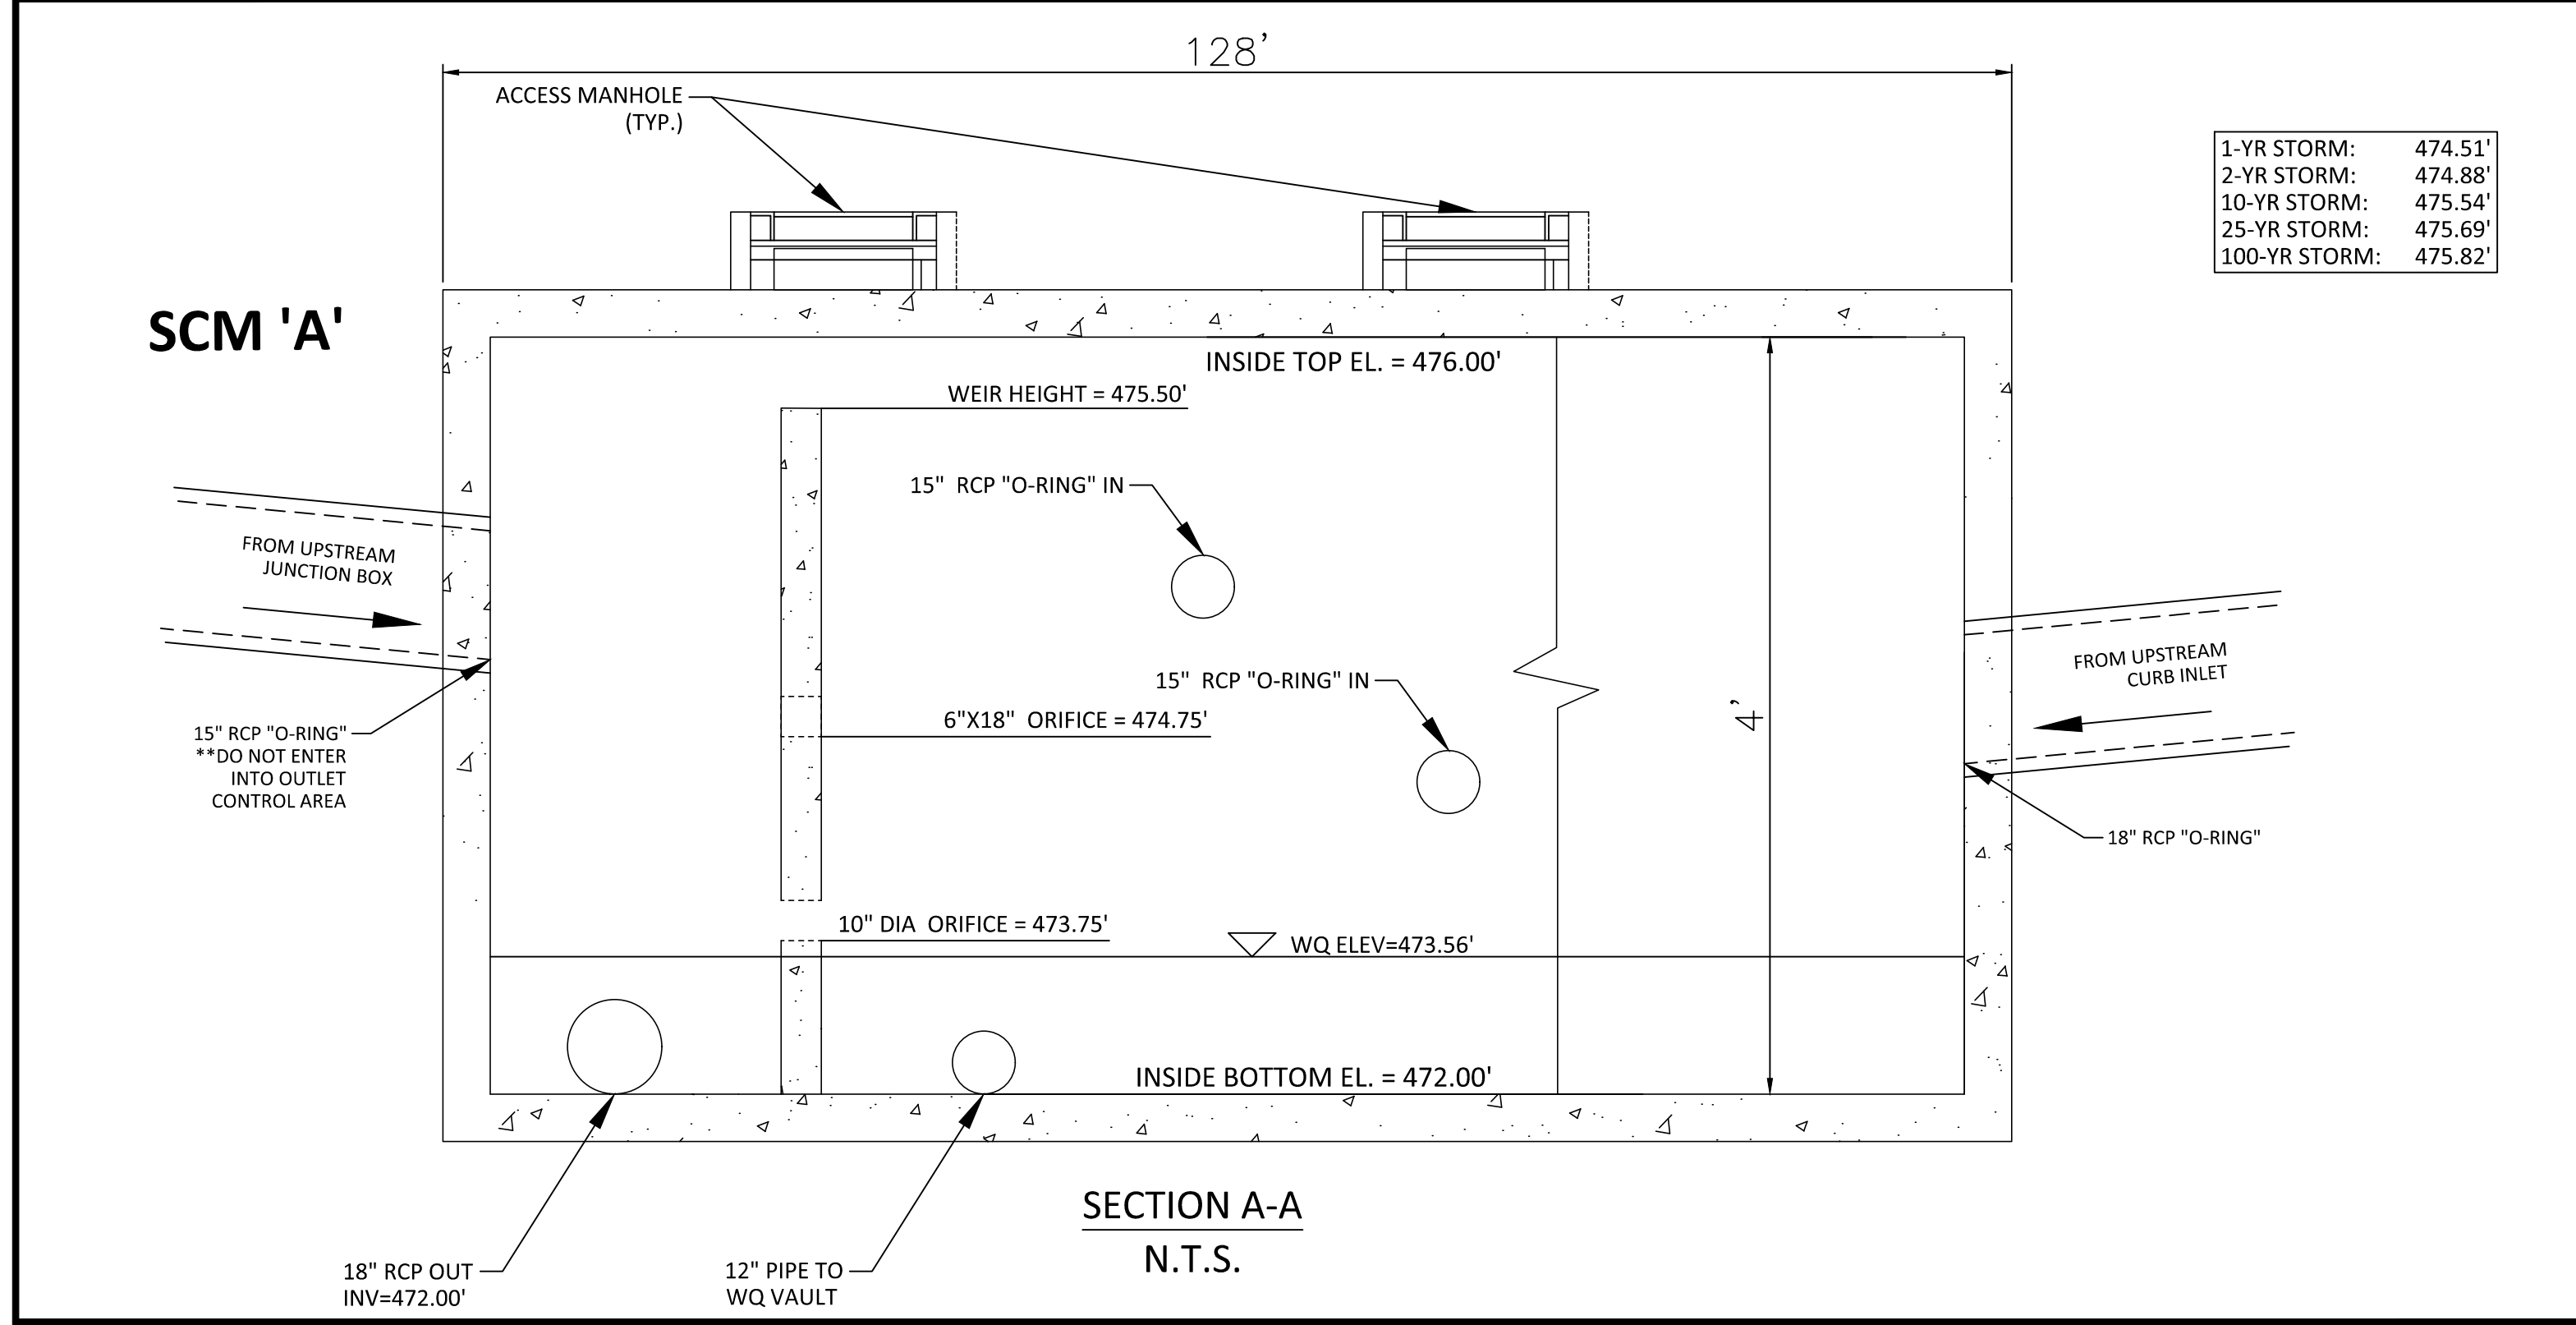 128'
ACCESS MANHOLE
(TYP.)
1-YR STORM: 474.51'
2-YR STORM: 474.88'
10-YR STORM: 475.54'
25-YR STORM: 475.69'
100-YR STORM: 475.82'
SCM 'A'
INSIDE TOP EL. = 476.00'
WEIR HEIGHT = 475.50'
15" RCP "O-RING" IN
FROM UPSTREAM
JUNCTION BOX
FROM UPSTREAM
CURB INLET
15" RCP "O-RING" IN
4'
6"X18" ORIFICE = 474.75'
15" RCP "O-RING"
**DO NOT ENTER
INTO OUTLET
CONTROL AREA
18" RCP "O-RING"
10" DIA ORIFICE = 473.75'
WQ ELEV=473.56'
INSIDE BOTTOM EL. = 472.00'
SECTION A-A
N.T.S.
18" RCP OUT
INV=472.00'
12" PIPE TO
WQ VAULT